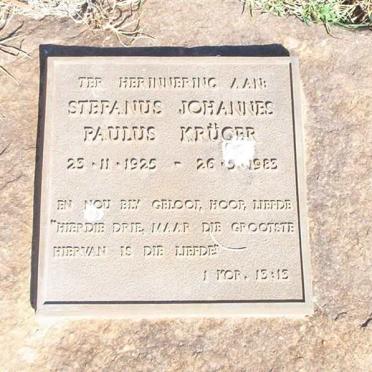 TER HERINNERING AAN:
STEFANUS JOHANNES
PAULUS KRÜGER
23 · 11 · 1925 - 26 · 5 · 1983
EN NOU BLY GELOOF, HOOP, LIEFDE
"HIERDIE DRIE, MAAR DIE GROOTSTE
HIERVAN IS DIE LIEFDE"
1 KOR. 13:13